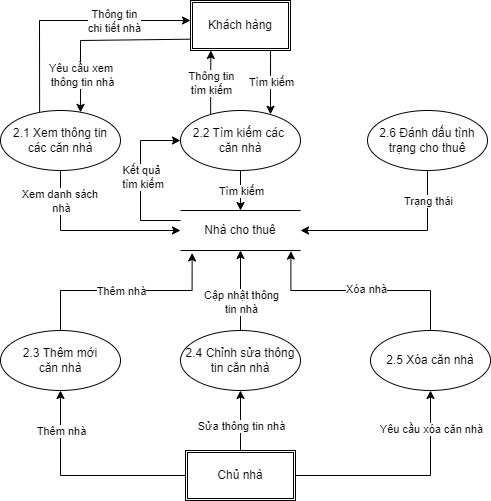 Thông tin
chi tiết nhà
Khách hàng
Yêu cầu xem
thông tin nhà
Thông tin
tìm kiếm
Tìm kiếm
2.1 Xem thông tin
các căn nhà
2.2 Tìm kiếm các
căn nhà
2.6 Đánh dấu tình
trạng cho thuê
Kết quả
tìm kiếm
Xem danh sách
nhà
Tìm kiếm
Trạng thái
Nhà cho thuê
Thêm nhà
Cập nhật thông
tin nhà
Xóa nhà
2.3 Thêm mới
căn nhà
2.4 Chỉnh sửa thông
tin căn nhà
2.5 Xóa căn nhà
Thêm nhà
Sửa thông tin nhà
Yêu cầu xóa căn nhà
Chủ nhà